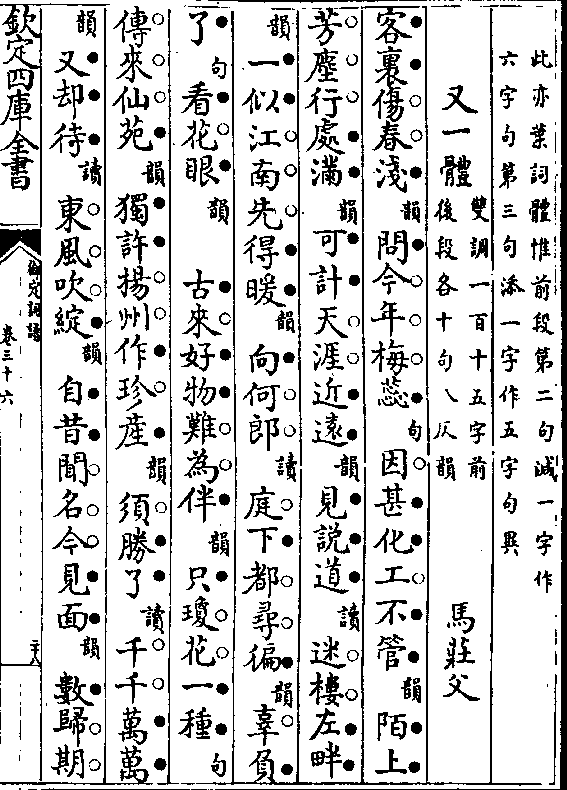 此亦葉詞體惟前段第二句減一字作
六字句第三句添一字作五字句異
又一體 雙調一百十五字前
後段各十句八仄韻 馬莊父
客裏傷春淺韻問今年梅蕊句因甚化工不管韻陌上
芳塵行處滿韻可計天涯近遠韻見說道讀迷樓左畔
韻一似江南先得暖韻向何郎讀庭下都尋徧韻辜負
了句看花眼韻 古來好物難為伴韻只瓊花一種句
傳來仙苑韻獨許揚州作珍産韻須勝了讀千千萬萬
韻又却待讀東風吹綻韻自昔聞名今見面韻數歸期
欽定四庫全書
御定詞譜
卷三十六